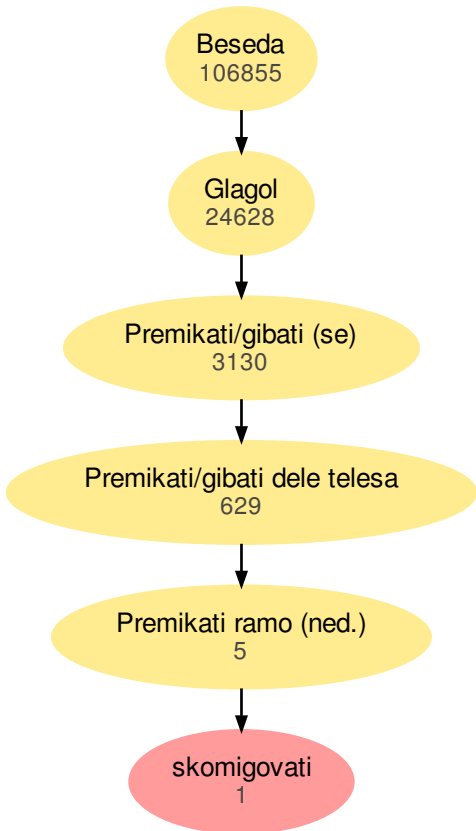 Beseda
106855
Glagol
24628
Premikati/gibati (se)
3130
Premikati/gibati dele telesa
629
Premikati ramo (ned.)
5
skomigovati
1